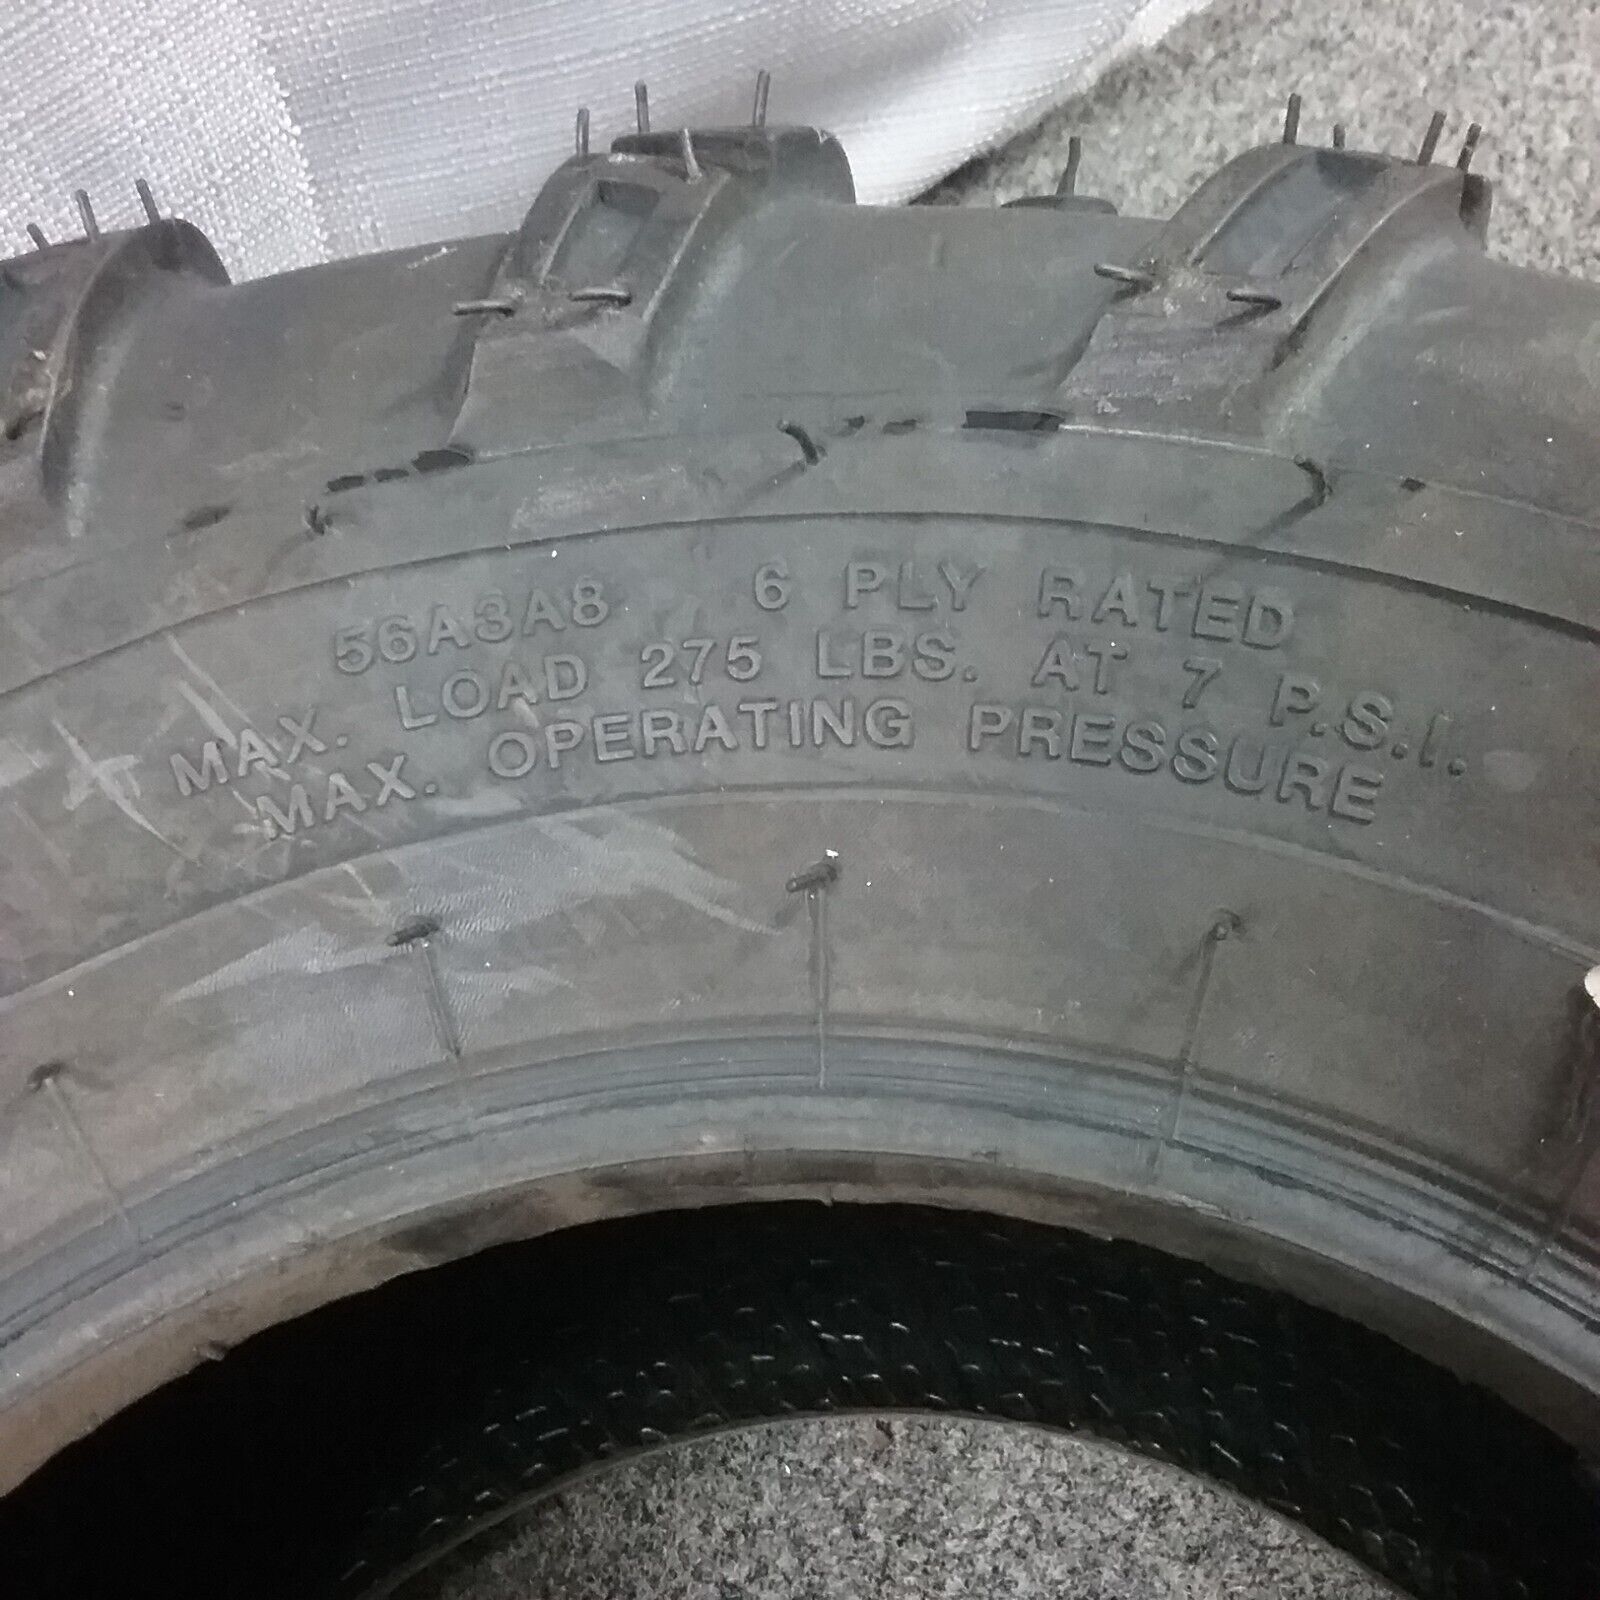 56A3A8 6 PLY RATED
MAX. LOAD 275 LBS. AT 7 P.S.I.
MAX. OPERATING PRESSURE